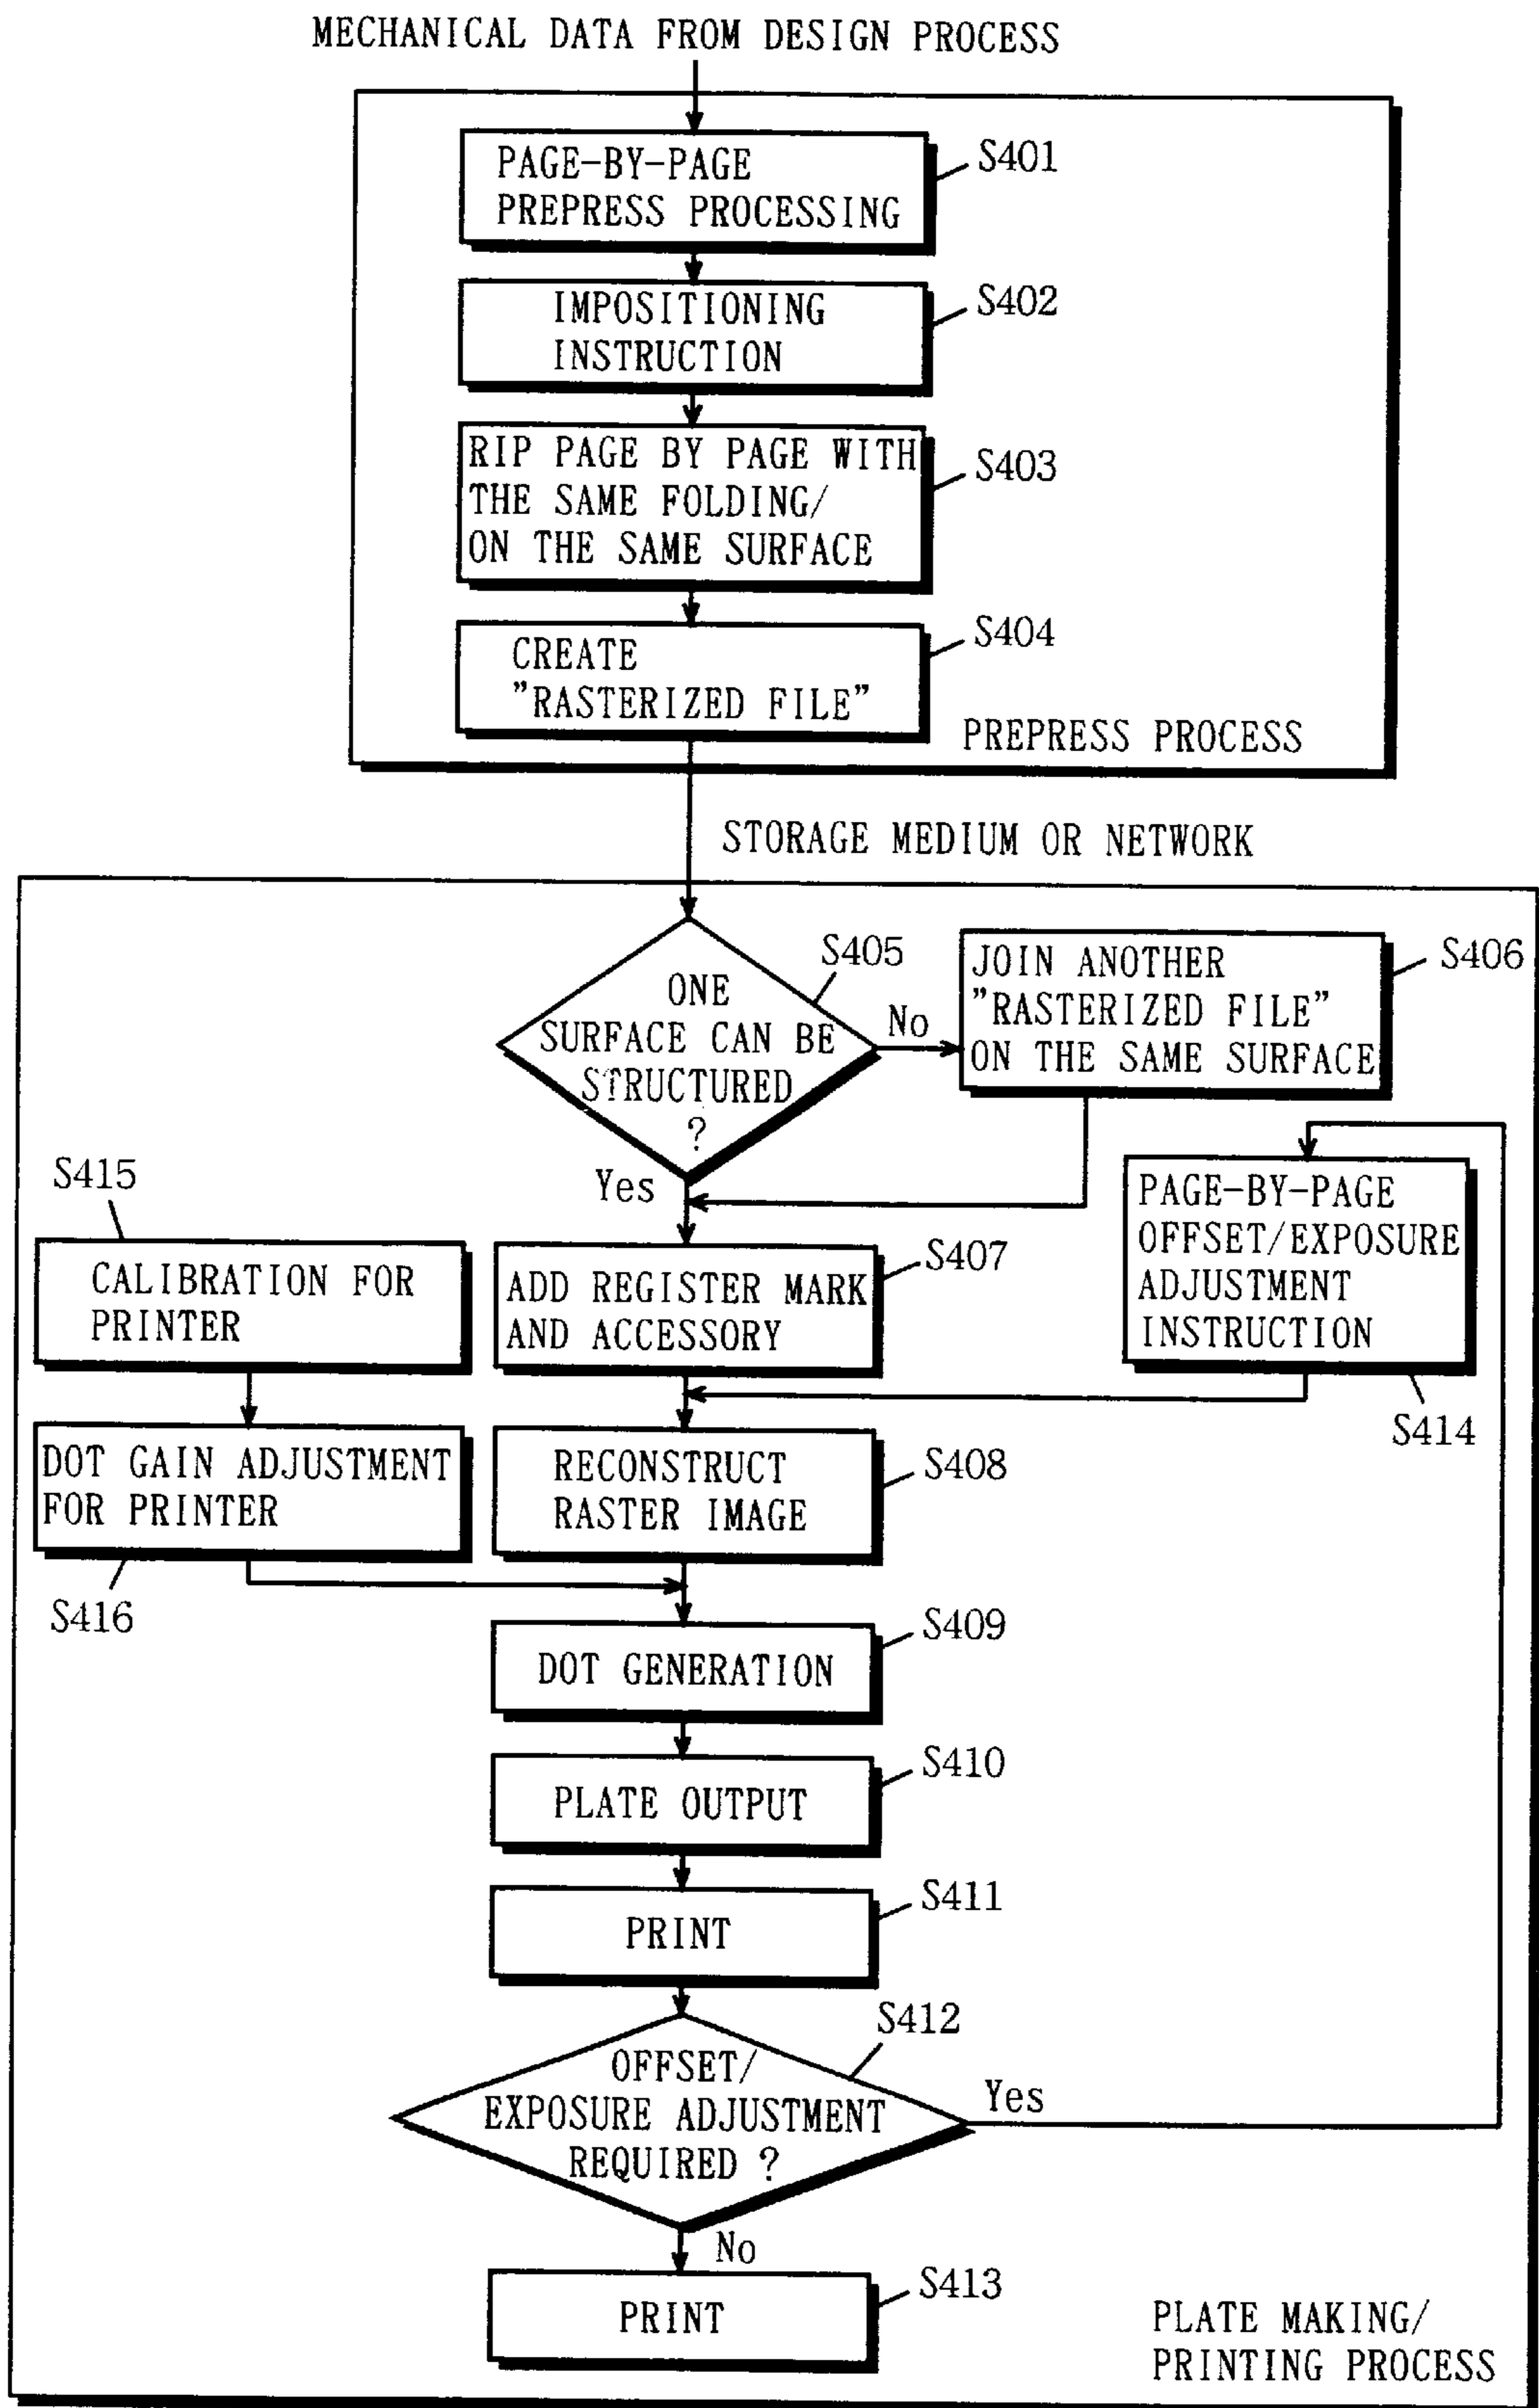 MECHANICAL DATA FROM DESIGN PROCESS
PAGE-BY-PAGE
PREPRESS PROCESSING
S401
IMPOSITIONING
INSTRUCTION
S402
RIP PAGE BY PAGE WITH
THE SAME FOLDING/
ON THE SAME SURFACE
S403
CREATE
"RASTERIZED FILE"
S404
PREPRESS PROCESS
STORAGE MEDIUM OR NETWORK
ONE
SURFACE CAN BE
STRUCTURED
?
S405
No
JOIN ANOTHER
"RASTERIZED FILE"
ON THE SAME SURFACE
S406
Yes
S415
CALIBRATION FOR
PRINTER
ADD REGISTER MARK
AND ACCESSORY
S407
PAGE-BY-PAGE
OFFSET/EXPOSURE
ADJUSTMENT
INSTRUCTION
S414
DOT GAIN ADJUSTMENT
FOR PRINTER
S416
RECONSTRUCT
RASTER IMAGE
S408
DOT GENERATION
S409
PLATE OUTPUT
S410
PRINT
S411
OFFSET/
EXPOSURE ADJUSTMENT
REQUIRED ?
S412
Yes
No
PRINT
S413
PLATE MAKING/
PRINTING PROCESS